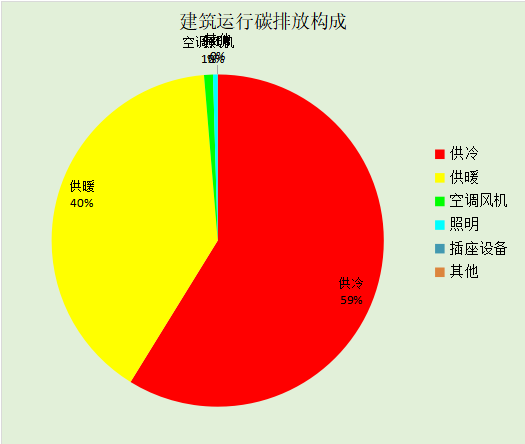 建筑运行碳排放构成
空调风机
1%
供暖
40%
供冷
59%
供冷
供暖
空调风机
照明
插座设备
其他